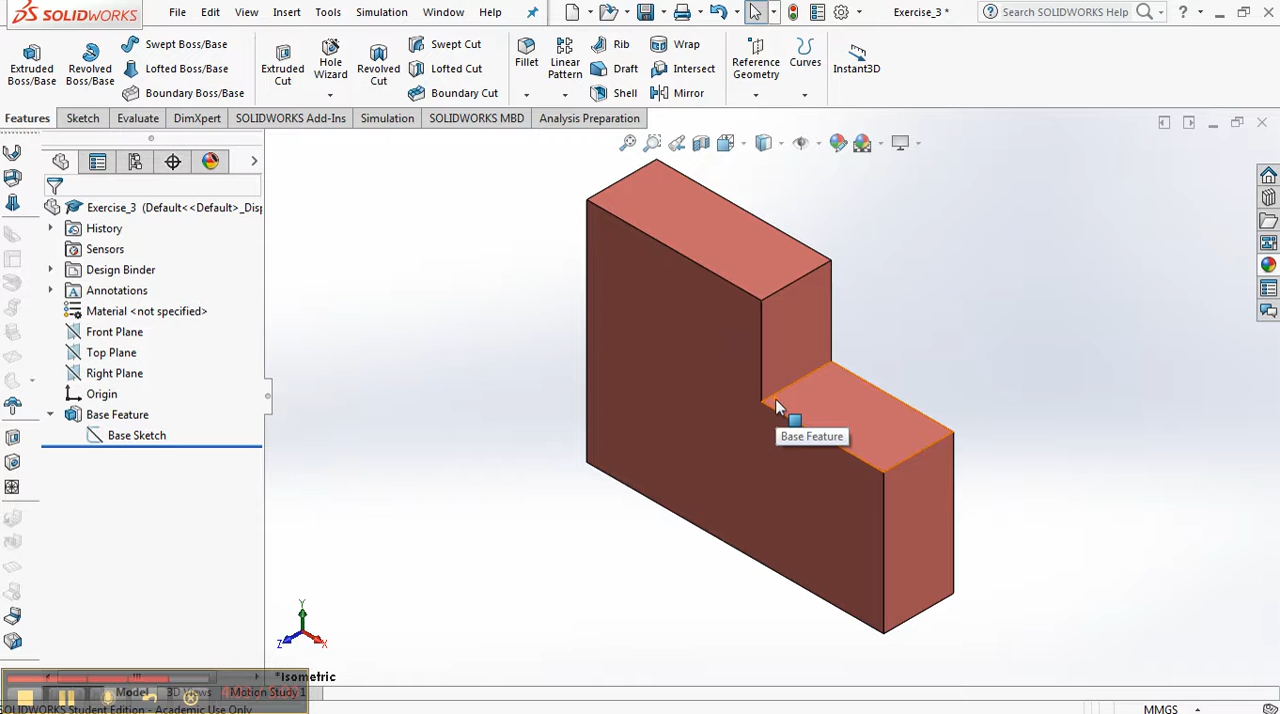 SOLIDWORKS File Edit View Insert Tools Simulation Window Help Exercise_3 * Search SOLIDWORKS Help ?
Extruded Boss/Base
Revolved Boss/Base
Swept Boss/Base
Lofted Boss/Base
Boundary Boss/Base
Extruded Cut
Hole Wizard
Revolved Cut
Swept Cut
Lofted Cut
Boundary Cut
Fillet
Linear Pattern
Rib
Draft
Shell
Wrap
Intersect
Mirror
Reference Geometry
Curves
Instant3D
Features Sketch Evaluate DimXpert SOLIDWORKS Add-Ins Simulation SOLIDWORKS MBD Analysis Preparation
Exercise_3 (Default<<Default>_Disp
History
Sensors
Design Binder
Annotations
Material <not specified>
Front Plane
Top Plane
Right Plane
Origin
Base Feature
Base Sketch
Base Feature
Y
Z X
*Isometric
Model 3D Views Motion Study 1
SOLIDWORKS Student Edition - Academic Use Only
MMGS